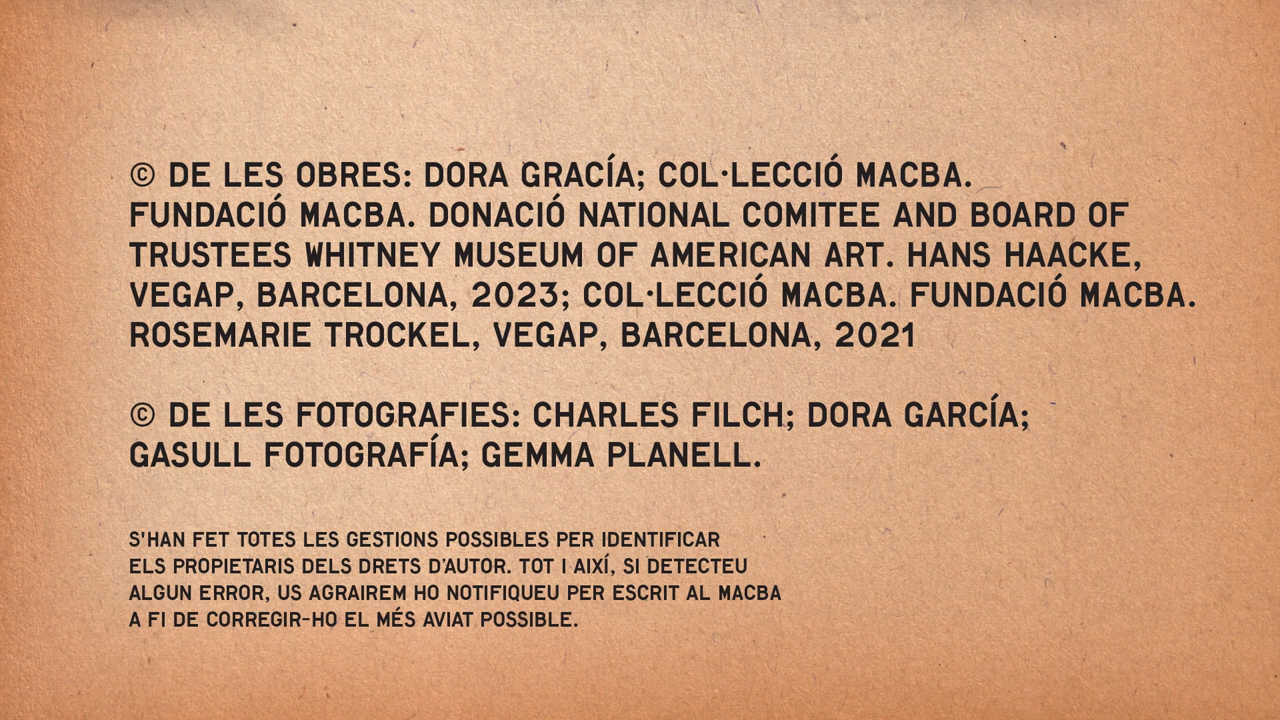 © DE LES OBRES: DORA GRACÍA; COL·LECCIÓ MACBA.
FUNDACIÓ MACBA. DONACIÓ NATIONAL COMITEE AND BOARD OF
TRUSTEES WHITNEY MUSEUM OF AMERICAN ART. HANS HAACKE,
VEGAP, BARCELONA, 2023; COL·LECCIÓ MACBA. FUNDACIÓ MACBA.
ROSEMARIE TROCKEL, VEGAP, BARCELONA, 2021
© DE LES FOTOGRAFIES: CHARLES FILCH; DORA GARCÍA;
GASULL FOTOGRAFÍA; GEMMA PLANELL.
S'HAN FET TOTES LES GESTIONS POSSIBLES PER IDENTIFICAR
ELS PROPIETARIS DELS DRETS D'AUTOR. TOT I AIXÍ, SI DETECTEU
ALGUN ERROR, US AGRAIREM HO NOTIFIQUEU PER ESCRIT AL MACBA
A FI DE CORREGIR-HO EL MÉS AVIAT POSSIBLE.